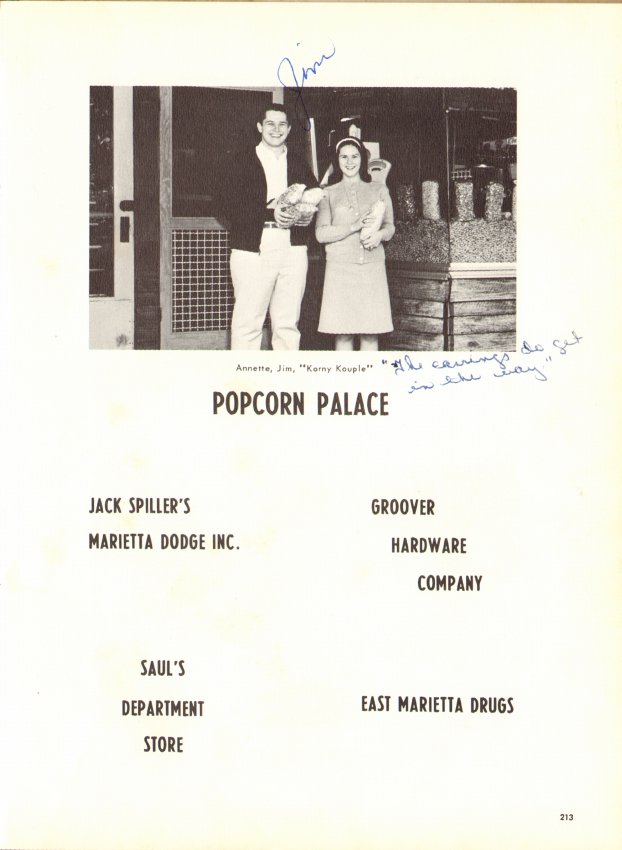 Jim
Annette, Jim, "Korny Kouple"
"The earrings do get
in the way."
POPCORN PALACE
JACK SPILLER'S
MARIETTA DODGE INC.
GROOVER
HARDWARE
COMPANY
SAUL'S
DEPARTMENT
STORE
EAST MARIETTA DRUGS
213